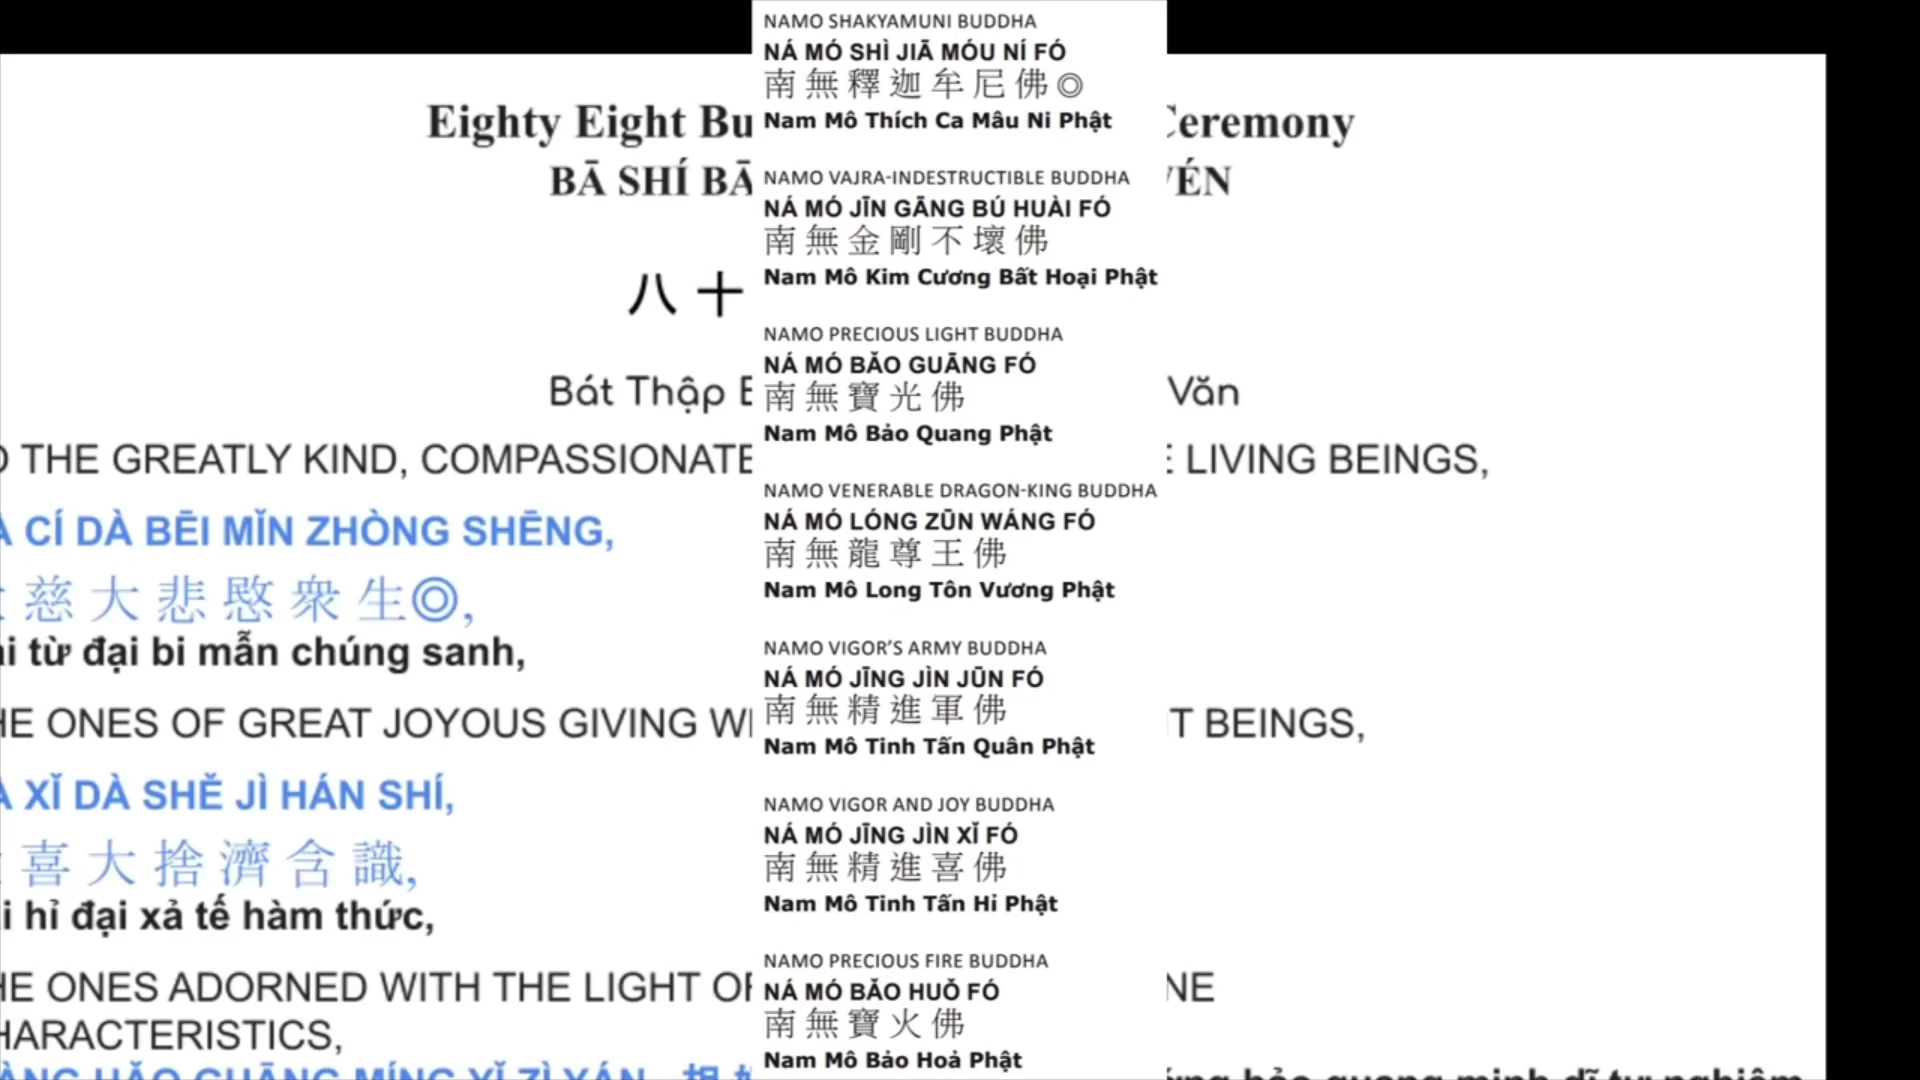 NAMO SHAKYAMUNI BUDDHA
NÁ MÓ SHÌ JIĀ MÓU NÍ FÓ
南無釋迦牟尼佛◎
Nam Mô Thích Ca Mâu Ni Phật
NAMO VAJRA-INDESTRUCTIBLE BUDDHA
NÁ MÓ JĪN GĀNG BÚ HUÀI FÓ
南無金剛不壞佛
Nam Mô Kim Cương Bất Hoại Phật
NAMO PRECIOUS LIGHT BUDDHA
NÁ MÓ BǍO GUĀNG FÓ
南無寶光佛
Nam Mô Bảo Quang Phật
NAMO VENERABLE DRAGON-KING BUDDHA
NÁ MÓ LÓNG ZŪN WÁNG FÓ
南無龍尊王佛
Nam Mô Long Tôn Vương Phật
NAMO VIGOR'S ARMY BUDDHA
NÁ MÓ JĪNG JÌN JŪN FÓ
南無精進軍佛
Nam Mô Tinh Tấn Quân Phật
NAMO VIGOR AND JOY BUDDHA
NÁ MÓ JĪNG JÌN XǏ FÓ
南無精進喜佛
Nam Mô Tinh Tấn Hỉ Phật
NAMO PRECIOUS FIRE BUDDHA
NÁ MÓ BǍO HUǑ FÓ
南無寶火佛
Nam Mô Bảo Hoả Phật
Eighty Eight Bu Ceremony
BĀ SHÍ BĀ
八十
Bát Thập Văn
THE GREATLY KIND, COMPASSIONATE LIVING BEINGS,
CÍ DÀ BĒI MǏN ZHÒNG SHĒNG,
慈大悲愍衆生◎,
từ đại bi mẫn chúng sanh,
ONES OF GREAT JOYOUS GIVING BEINGS,
XǏ DÀ SHĚ JÌ HÁN SHÍ,
喜大捨濟含識,
hỉ đại xả tế hàm thức,
ONES ADORNED WITH THE LIGHT
HARACTERISTICS,